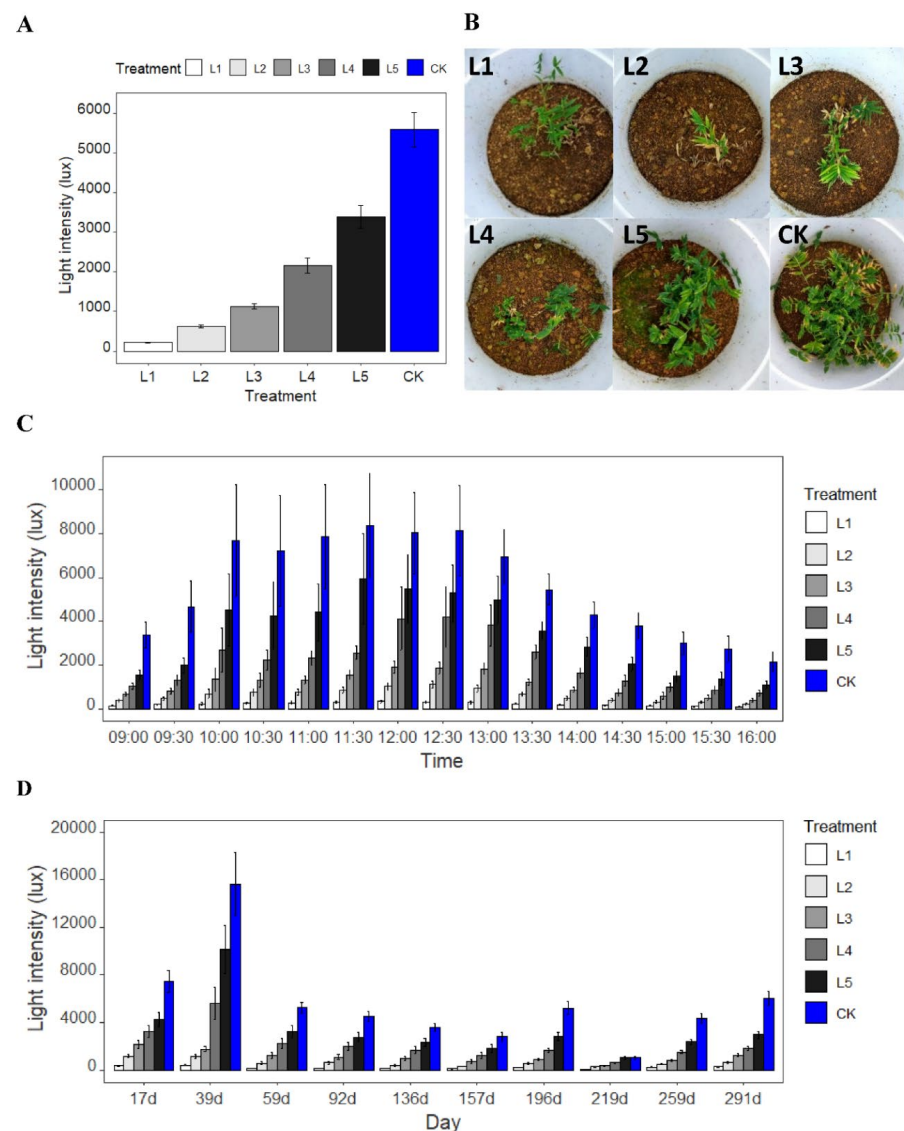 A
Treatment L1 L2 L3 L4 L5 CK
Light intensity (lux)
6000
5000
4000
3000
2000
1000
0
L1 L2 L3 L4 L5 CK
Treatment
B
L1 L2 L3
L4 L5 CK
C
Light intensity (lux)
10000
8000
6000
4000
2000
0
09:00 09:30 10:00 10:30 11:00 11:30 12:00 12:30 13:00 13:30 14:00 14:30 15:00 15:30 16:00
Time
Treatment
L1
L2
L3
L4
L5
CK
D
Light intensity (lux)
20000
16000
12000
8000
4000
0
17d 39d 59d 92d 136d 157d 196d 219d 259d 291d
Day
Treatment
L1
L2
L3
L4
L5
CK